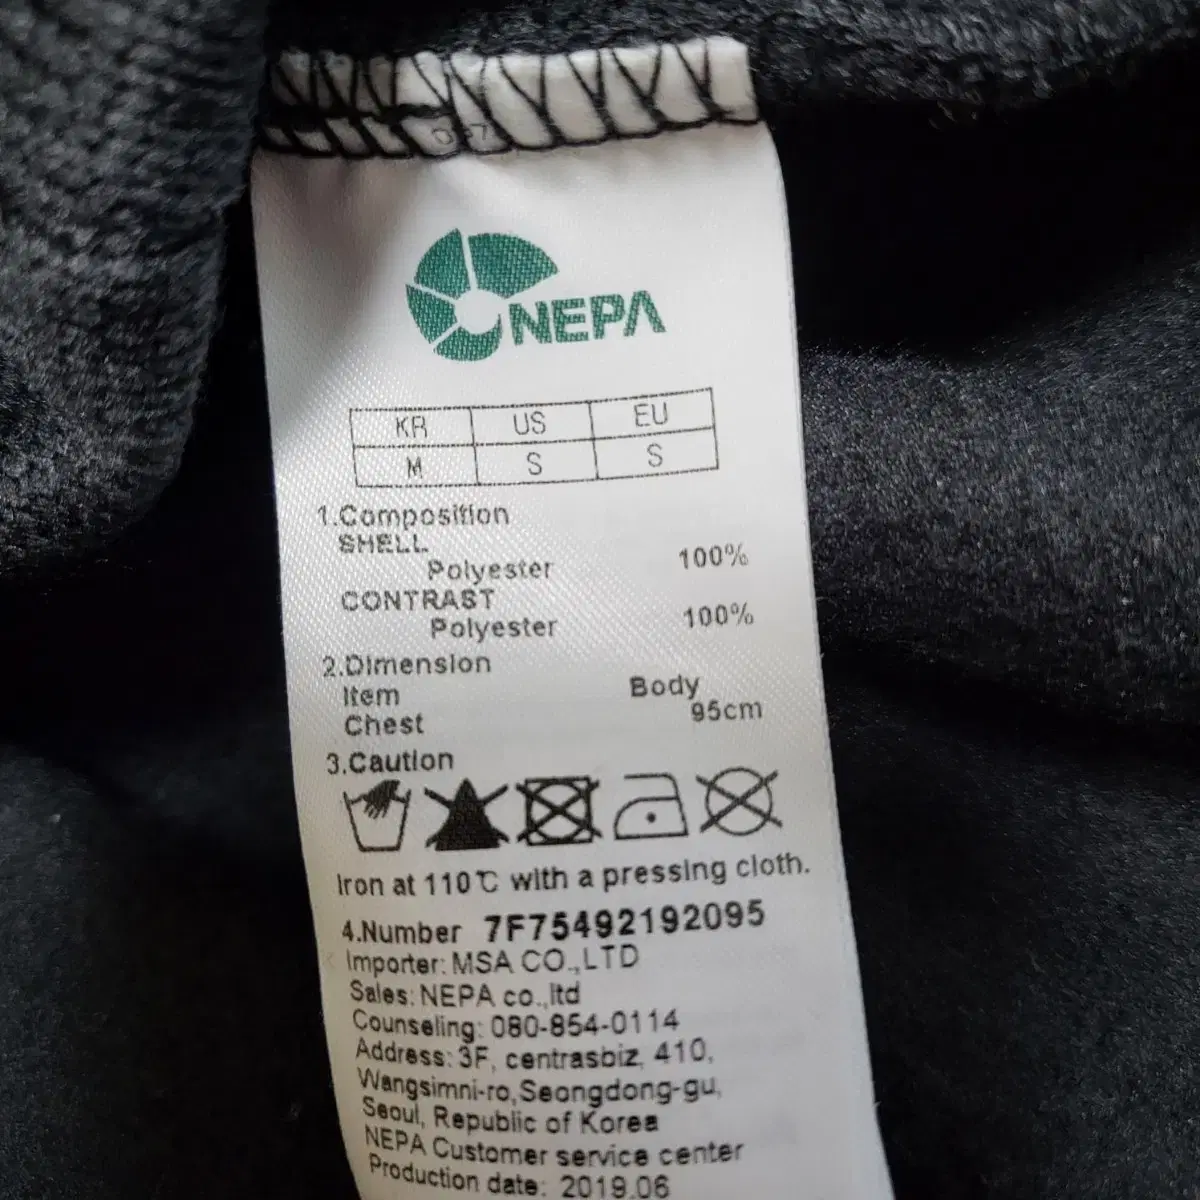 NEPA
KR US EU
M S S
1.Composition
SHELL
Polyester 100%
CONTRAST
Polyester 100%
2.Dimension
Item Body
Chest 95cm
3.Caution
Iron at 110℃ with a pressing cloth.
4.Number 7F75492192095
Importer: MSA CO.,LTD
Sales: NEPA co.,ltd
Counseling: 080-854-0114
Address: 3F, centrasbiz, 410,
Wangsimni-ro,Seongdong-gu,
Seoul, Republic of Korea
NEPA Customer service center
Production date: 2019.06